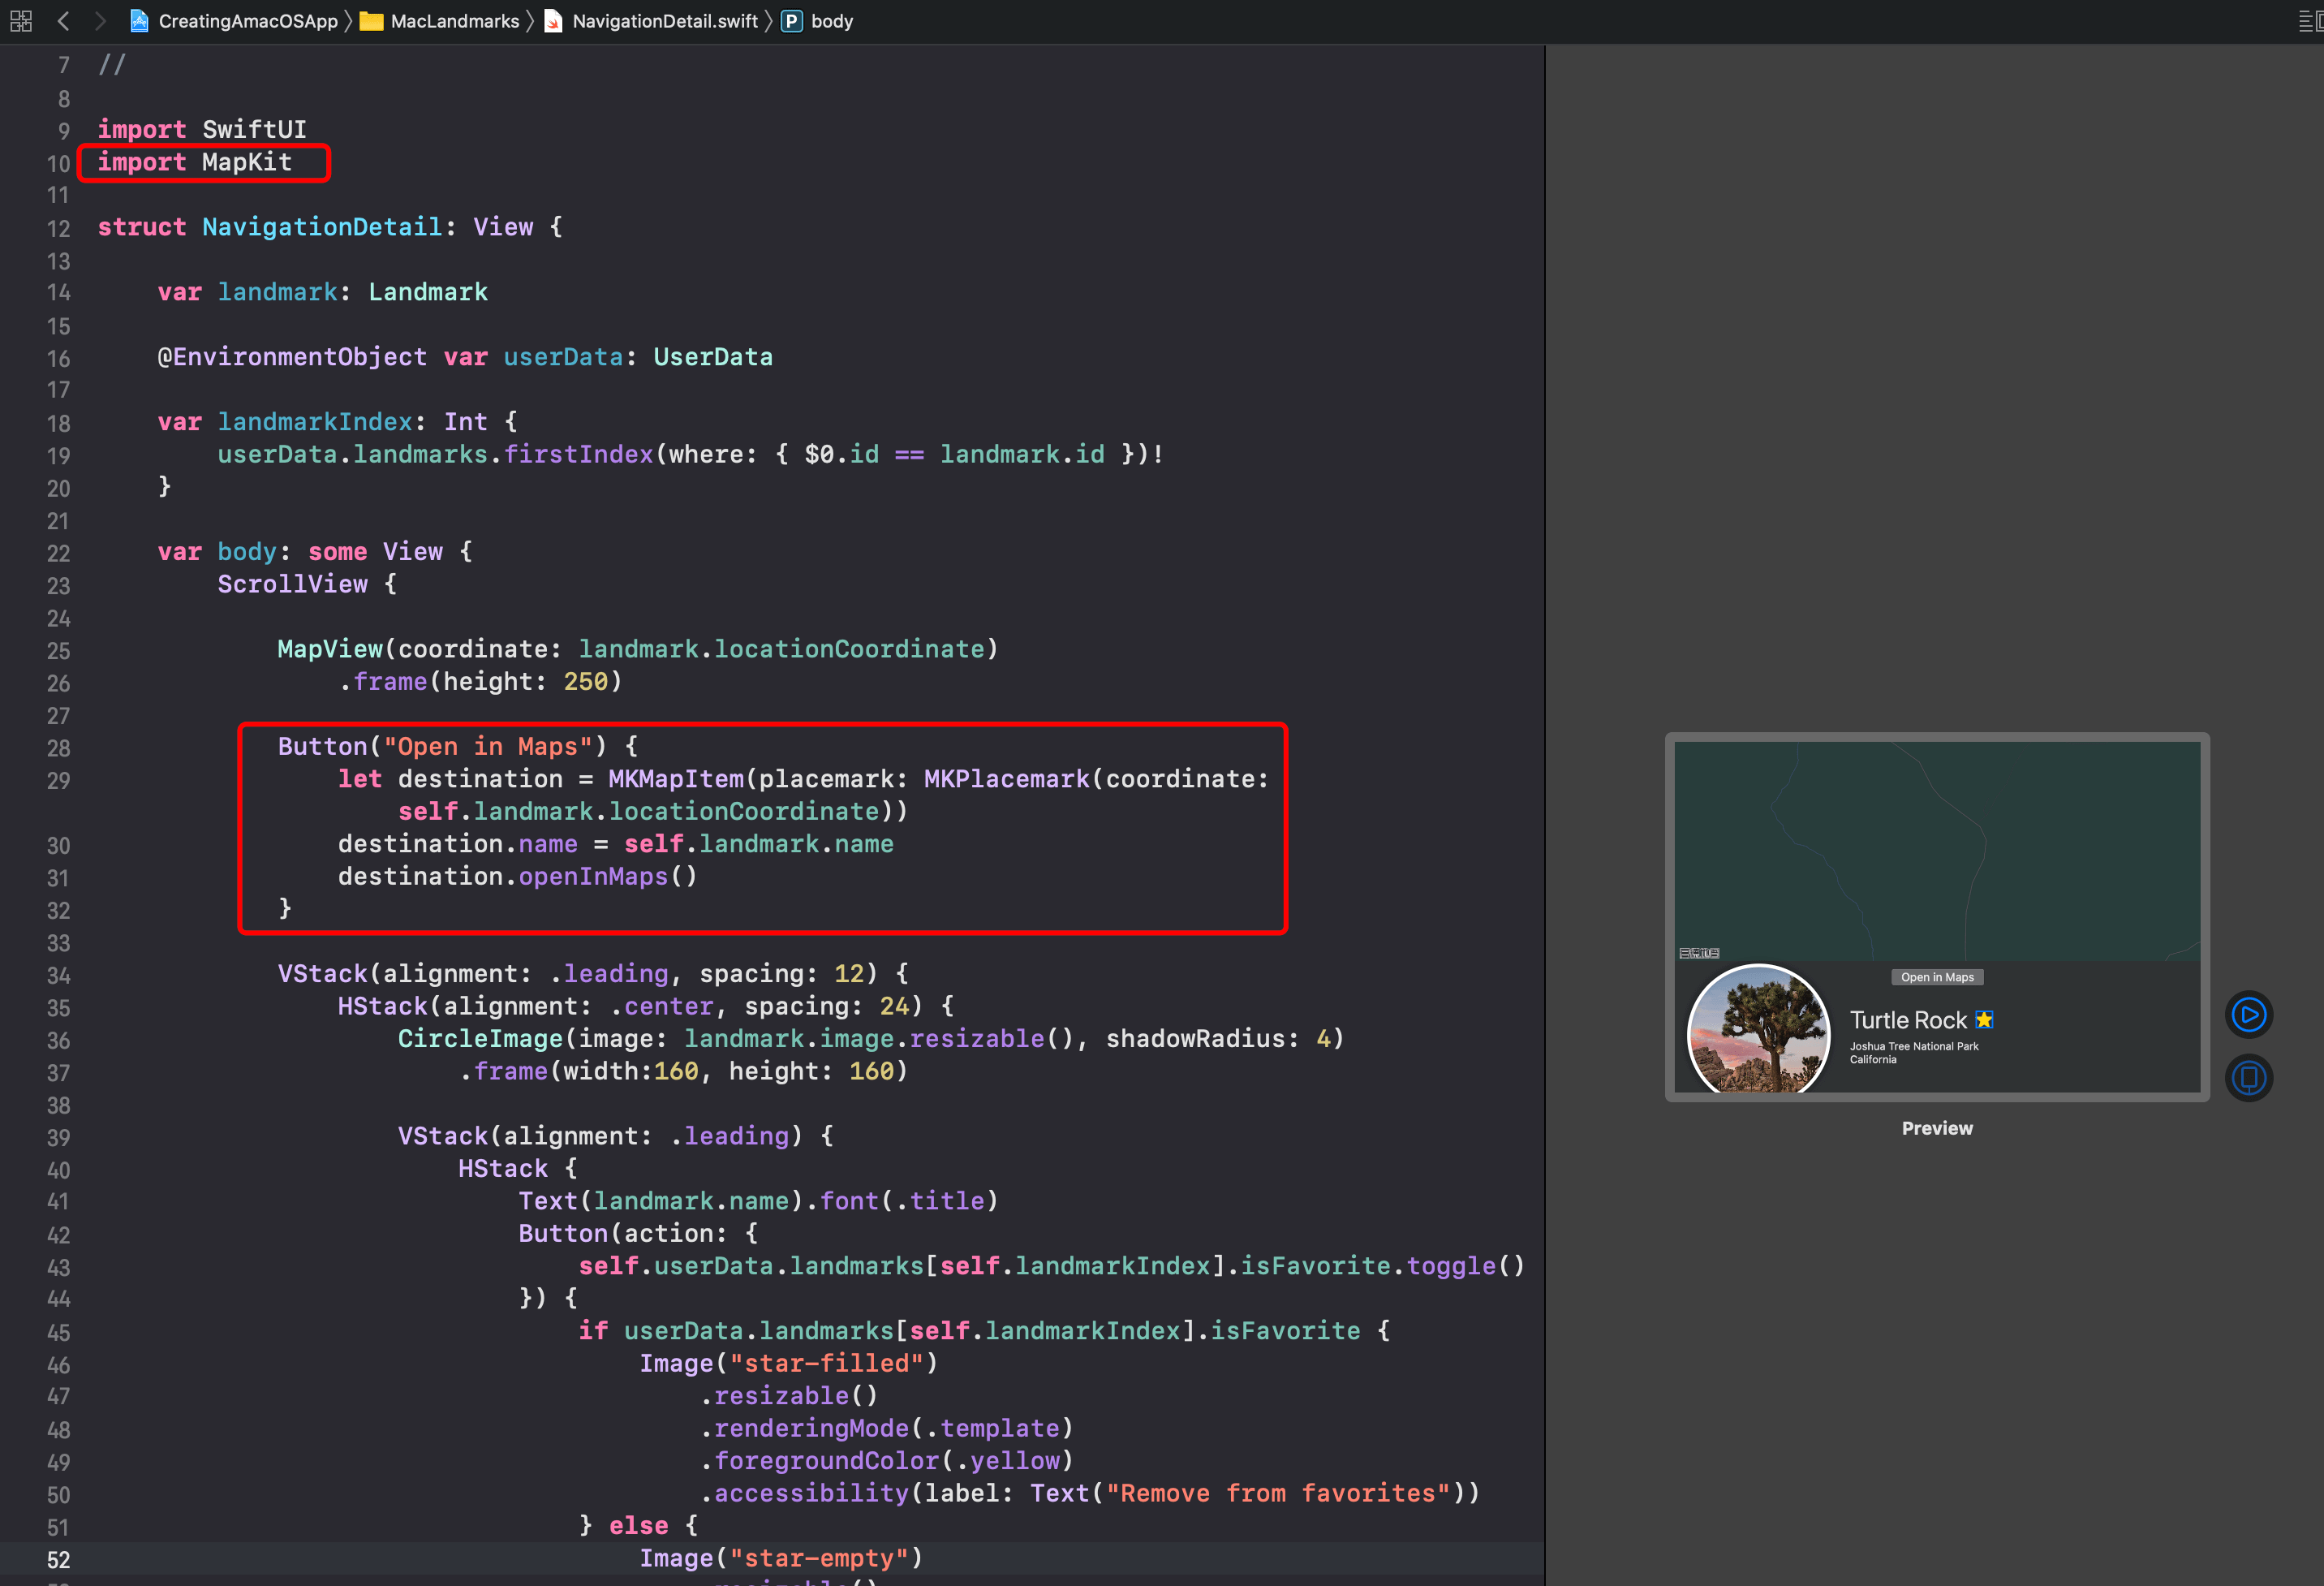 CreatingAmacOSApp MacLandmarks NavigationDetail.swift P body
7 //
8
9 import SwiftUI
10 import MapKit
11
12 struct NavigationDetail: View {
13
14 var landmark: Landmark
15
16 @EnvironmentObject var userData: UserData
17
18 var landmarkIndex: Int {
19 userData.landmarks.firstIndex(where: { $0.id == landmark.id })!
20 }
21
22 var body: some View {
23 ScrollView {
24
25 MapView(coordinate: landmark.locationCoordinate)
26 .frame(height: 250)
27
28 Button("Open in Maps") {
29 let destination = MKMapItem(placemark: MKPlacemark(coordinate:
self.landmark.locationCoordinate))
30 destination.name = self.landmark.name
31 destination.openInMaps()
32 }
33
34 VStack(alignment: .leading, spacing: 12) {
35 HStack(alignment: .center, spacing: 24) {
36 CircleImage(image: landmark.image.resizable(), shadowRadius: 4)
37 .frame(width:160, height: 160)
38
39 VStack(alignment: .leading) {
40 HStack {
41 Text(landmark.name).font(.title)
42 Button(action: {
43 self.userData.landmarks[self.landmarkIndex].isFavorite.toggle()
44 }) {
45 if userData.landmarks[self.landmarkIndex].isFavorite {
46 Image("star-filled")
47 .resizable()
48 .renderingMode(.template)
49 .foregroundColor(.yellow)
50 .accessibility(label: Text("Remove from favorites"))
51 } else {
52 Image("star-empty")
Open in Maps
Turtle Rock
Joshua Tree National Park
California
Preview